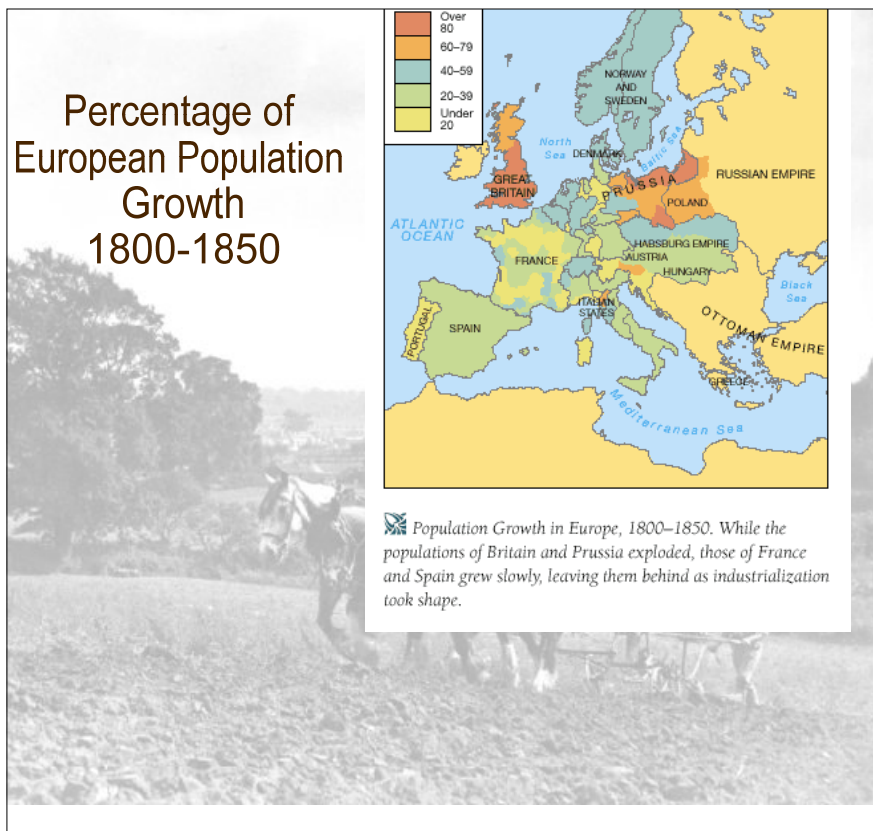 Percentage of
European Population
Growth
1800-1850
Over
80
60–79
40–59
20–39
Under
20
NORWAY
AND
SWEDEN
North
Sea
DENMARK
Baltic Sea
GREAT
BRITAIN
PRUSSIA
RUSSIAN EMPIRE
POLAND
ATLANTIC
OCEAN
HABSBURG EMPIRE
AUSTRIA
FRANCE
HUNGARY
Black
Sea
ITALIAN
STATES
PORTUGAL
SPAIN
OTTOMAN EMPIRE
GREECE
Mediterranean Sea
Population Growth in Europe, 1800–1850. While the
populations of Britain and Prussia exploded, those of France
and Spain grew slowly, leaving them behind as industrialization
took shape.